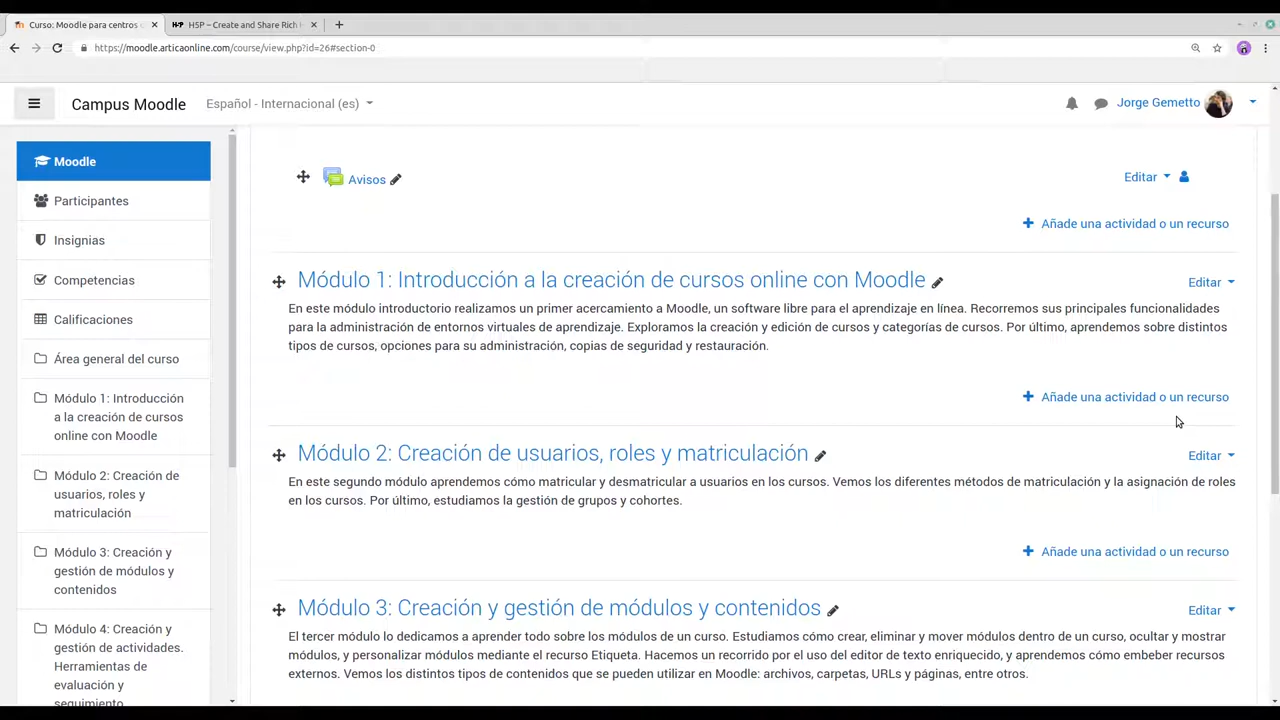 Curso: Moodle para centros
H5P – Create and Share Rich
https://moodle.articaonline.com/course/view.php?id=26#section-0
Campus Moodle
Español - Internacional (es)
Jorge Gemetto
Moodle
Participantes
Insignias
Competencias
Calificaciones
Área general del curso
Módulo 1: Introducción
a la creación de cursos
online con Moodle
Módulo 2: Creación de
usuarios, roles y
matriculación
Módulo 3: Creación y
gestión de módulos y
contenidos
Módulo 4: Creación y
gestión de actividades.
Herramientas de
evaluación y
seguimiento
Avisos
Editar
Añade una actividad o un recurso
Módulo 1: Introducción a la creación de cursos online con Moodle
Editar
En este módulo introductorio realizamos un primer acercamiento a Moodle, un software libre para el aprendizaje en línea. Recorremos sus principales funcionalidades
para la administración de entornos virtuales de aprendizaje. Exploramos la creación y edición de cursos y categorías de cursos. Por último, aprendemos sobre distintos
tipos de cursos, opciones para su administración, copias de seguridad y restauración.
Añade una actividad o un recurso
Módulo 2: Creación de usuarios, roles y matriculación
Editar
En este segundo módulo aprendemos cómo matricular y desmatricular a usuarios en los cursos. Vemos los diferentes métodos de matriculación y la asignación de roles
en los cursos. Por último, estudiamos la gestión de grupos y cohortes.
Añade una actividad o un recurso
Módulo 3: Creación y gestión de módulos y contenidos
Editar
El tercer módulo lo dedicamos a aprender todo sobre los módulos de un curso. Estudiamos cómo crear, eliminar y mover módulos dentro de un curso, ocultar y mostrar
módulos, y personalizar módulos mediante el recurso Etiqueta. Hacemos un recorrido por el uso del editor de texto enriquecido, y aprendemos cómo embeber recursos
externos. Vemos los distintos tipos de contenidos que se pueden utilizar en Moodle: archivos, carpetas, URLs y páginas, entre otros.